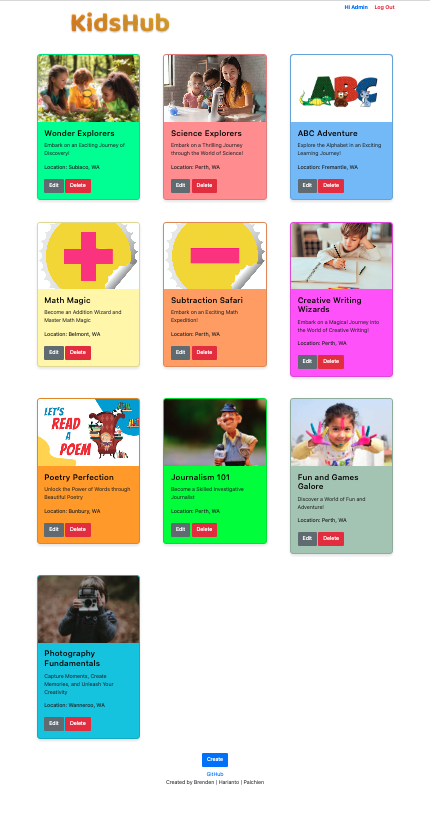 KidsHub
Hi Admin Log Out
Wonder Explorers
Embark on an Exciting Journey of
Discovery!
Location: Subiaco, WA
Edit Delete
Science Explorers
Embark on a Thrilling Journey
through the World of Science!
Location: Perth, WA
Edit Delete
ABC
ABC Adventure
Explore the Alphabet in an Exciting
Learning Journey!
Location: Fremantle, WA
Edit Delete
Math Magic
Become an Addition Wizard and
Master Math Magic
Location: Belmont, WA
Edit Delete
Subtraction Safari
Embark on an Exciting Math
Expedition!
Location: Perth, WA
Edit Delete
Creative Writing
Wizards
Embark on a Magical Journey into
the World of Creative Writing!
Location: Perth, WA
Edit Delete
LET'S
READ
A
POEM
Poetry Perfection
Unlock the Power of Words through
Beautiful Poetry
Location: Bunbury, WA
Edit Delete
Journalism 101
Become a Skilled Investigative
Journalist
Location: Perth, WA
Edit Delete
Fun and Games
Galore
Discover a World of Fun and
Adventure!
Location: Perth, WA
Edit Delete
Photography
Fundamentals
Capture Moments, Create
Memories, and Unleash Your
Creativity
Location: Wanneroo, WA
Edit Delete
Create
GitHub
Created by Brenden | Harianto | Paichien